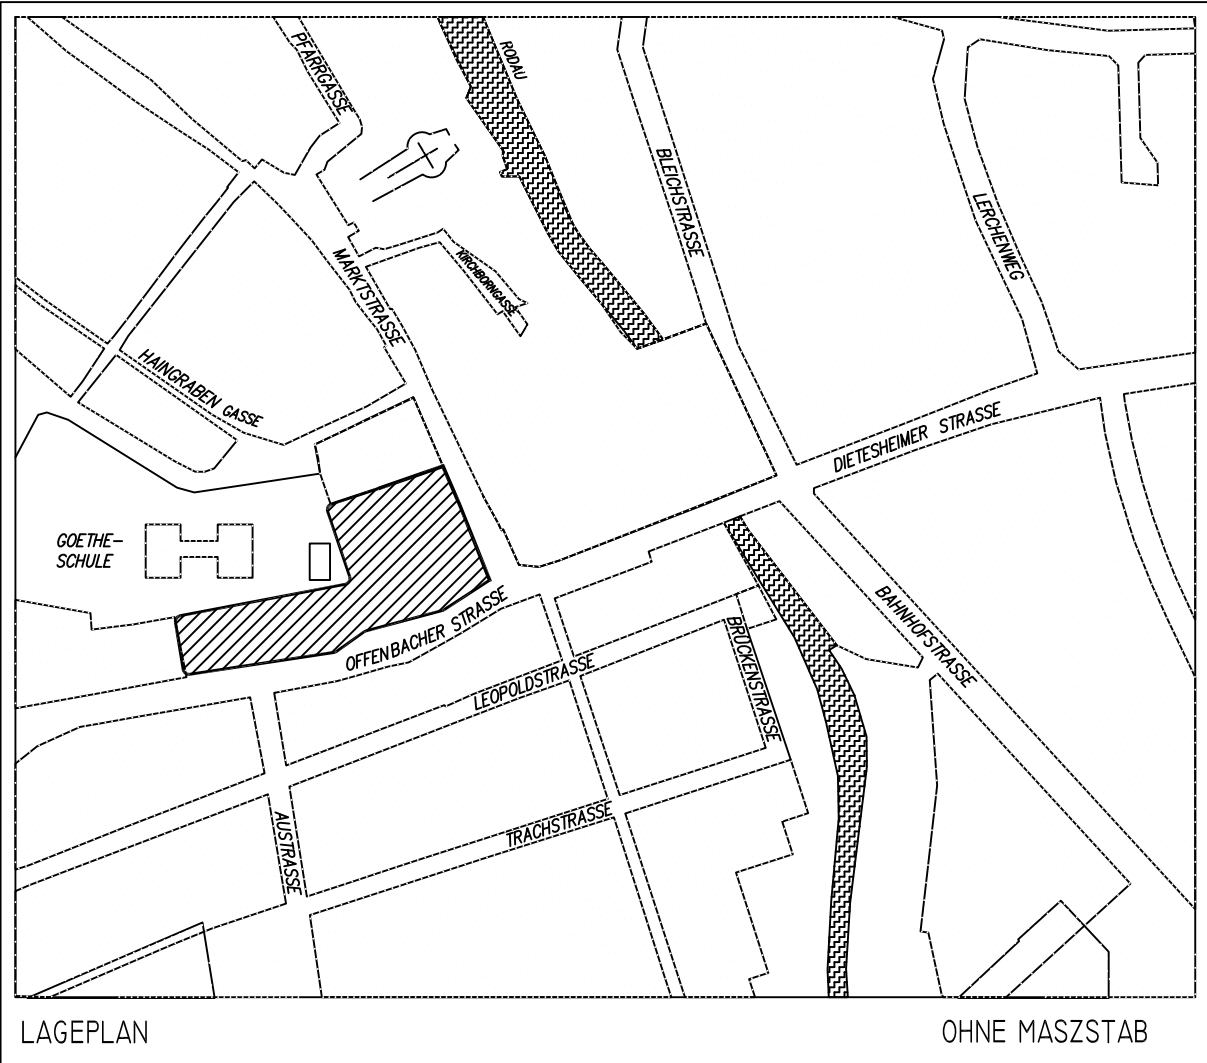 PFARRGASSE
RODAU
BLEICHSTRASSE
LERCHENWEG
MARKTSTRASSE
KIRCHBORNGASSE
HAINGRABEN GASSE
DIETESHEIMER STRASSE
GOETHE-
SCHULE
OFFENBACHER STRASSE
BAHNHOFSTRASSE
BRÜCKENSTRASSE
LEOPOLDSTRASSE
TRACHSTRASSE
AUSTRASSE
LAGEPLAN
OHNE MASZSTAB